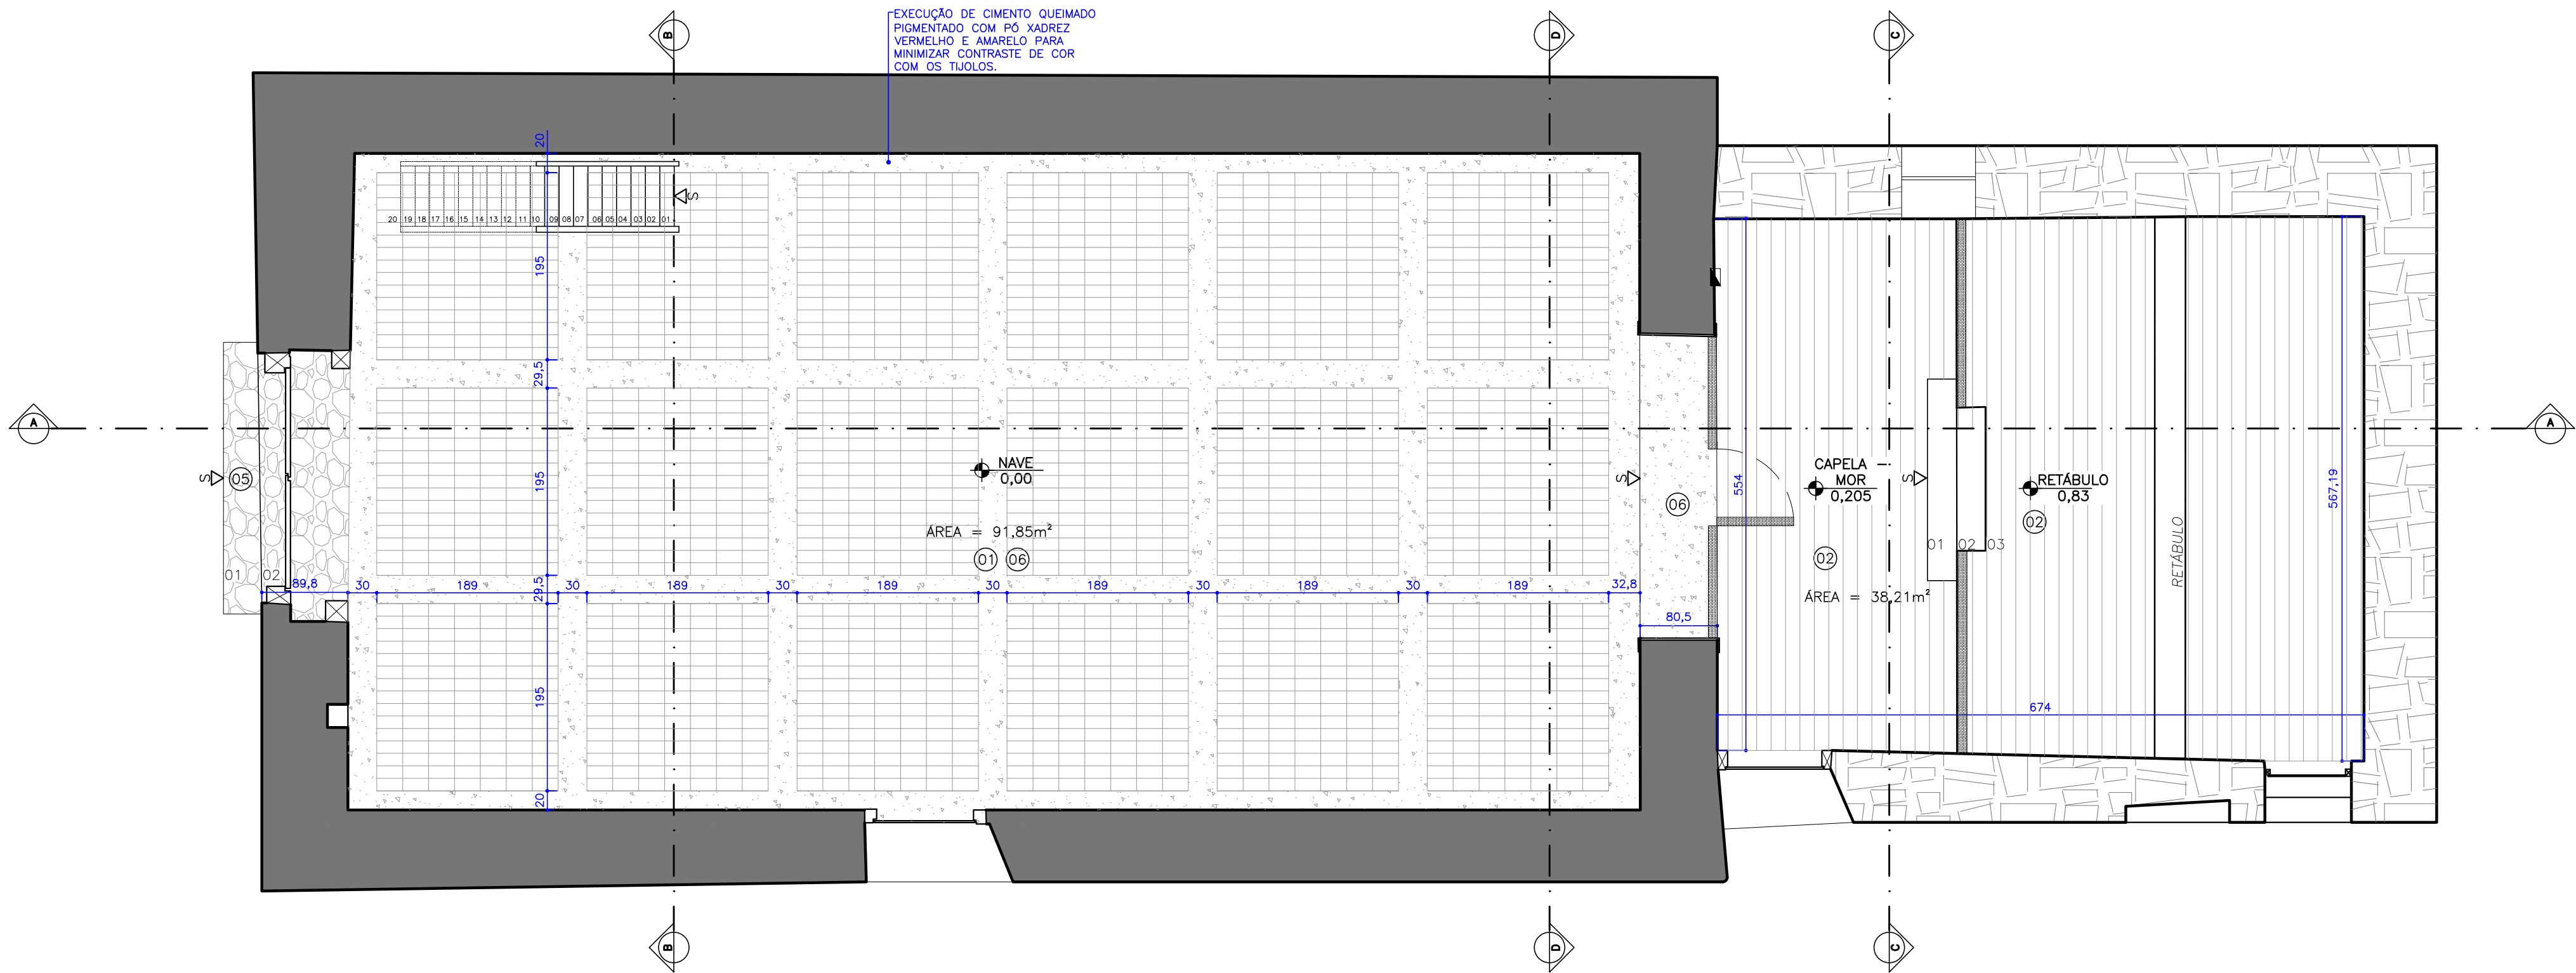 EXECUÇÃO DE CIMENTO QUEIMADO
PIGMENTADO COM PÓ XADREZ
VERMELHO E AMARELO PARA
MINIMIZAR CONTRASTE DE COR
COM OS TIJOLOS.
B
D
C
20
S
20 19 18 17 16 15 14 13 12 11 10 09 08 07 06 05 04 03 02 01
195
29,5
A
A
NAVE
0,00
S
05
195
S
06
554
CAPELA -
MOR
0,205
S
RETÁBULO
0,83
02
567,19
ÁREA = 91,85m²
01 06
RETÁBULO
01 02 03
02
ÁREA = 38,21m²
01 02
89,8 30 189 30 189 30 189 30 189 30 189 30 189 32,8
29,5
80,5
195
674
20
B
D
C